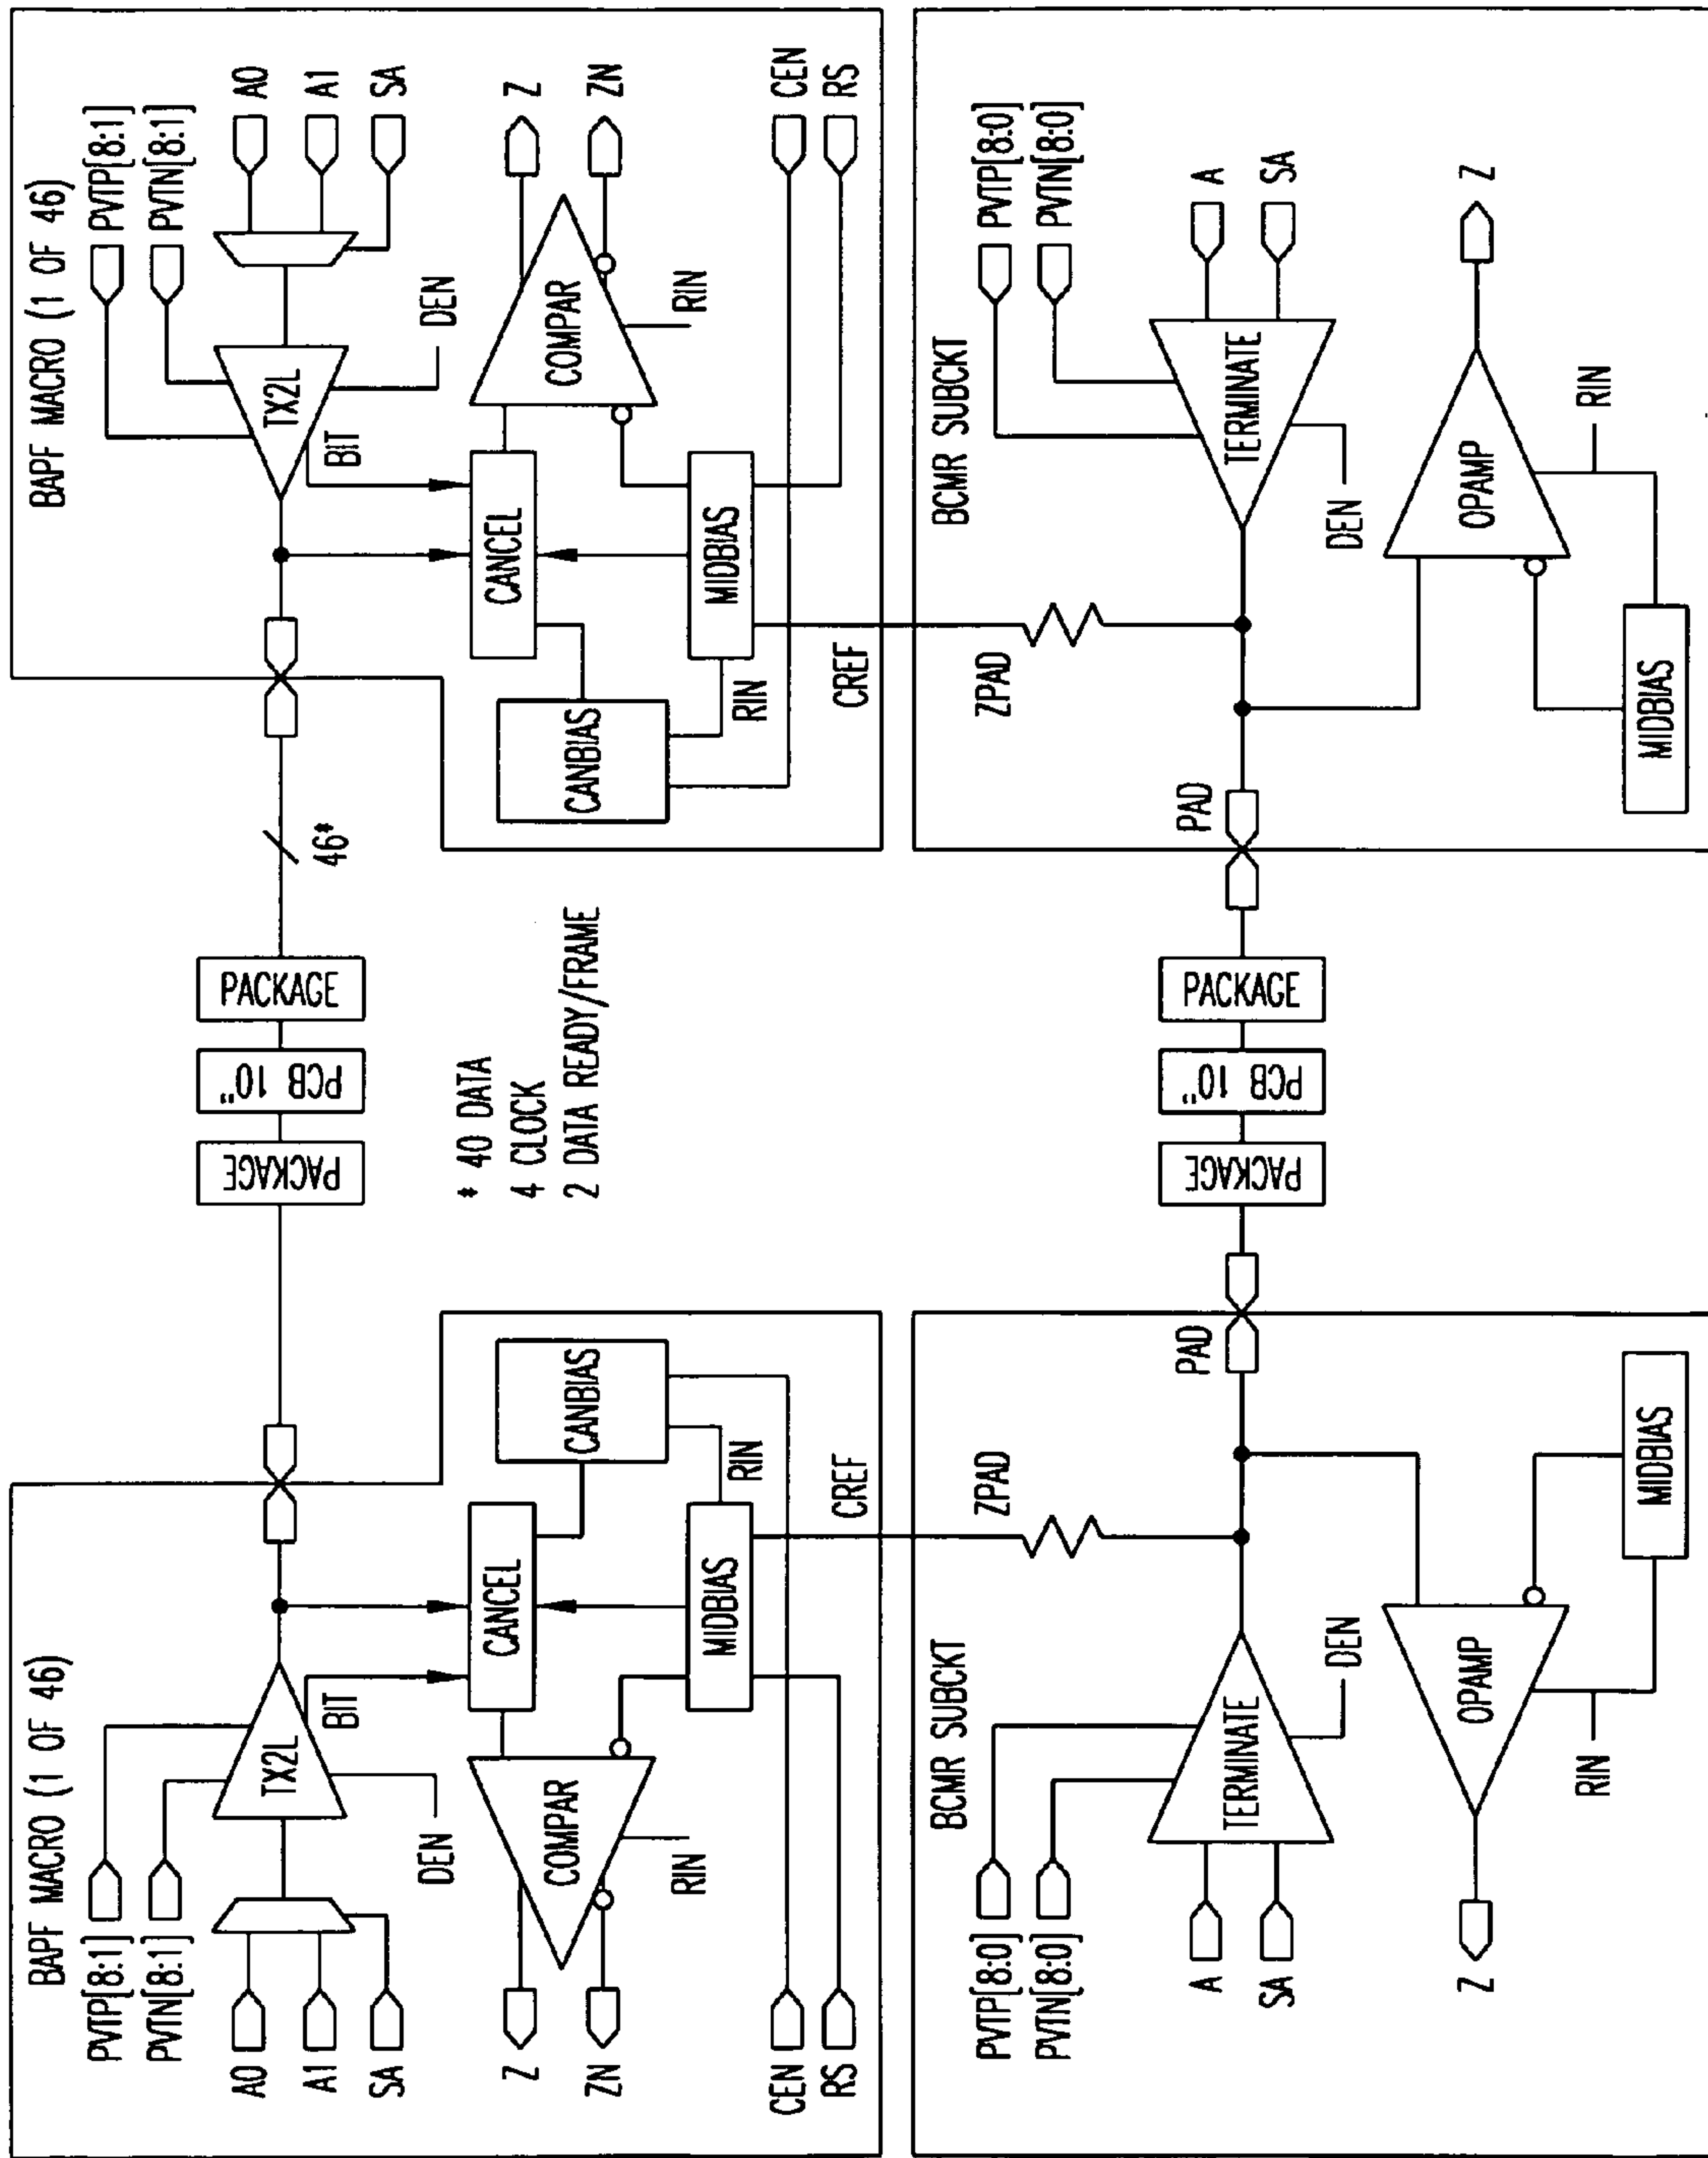 BAPF MACRO (1 OF 46)
PVTP[8:1]
PVTN[8:1]
A0
A1
SA
TX2L
BIT
DEN
CANCEL
CANBIAS
COMPAR
MIDBIAS
RIN
RIN
Z
ZN
CEN
RS
CREF
PACKAGE
PCB 10"
PACKAGE
46*
* 40 DATA
4 CLOCK
2 DATA READY/FRAME
BAPF MACRO (1 OF 46)
PVTP[8:1]
PVTN[8:1]
A0
A1
SA
TX2L
BIT
DEN
CANCEL
CANBIAS
COMPAR
MIDBIAS
RIN
RIN
Z
ZN
CEN
RS
CREF
BCMR SUBCKT
ZPAD
PVTP[8:0]
PVTN[8:0]
A
SA
TERMINATE
DEN
PAD
OPAMP
MIDBIAS
RIN
Z
PACKAGE
PCB 10"
PACKAGE
BCMR SUBCKT
ZPAD
PVTP[8:0]
PVTN[8:0]
A
SA
TERMINATE
DEN
PAD
OPAMP
MIDBIAS
RIN
Z